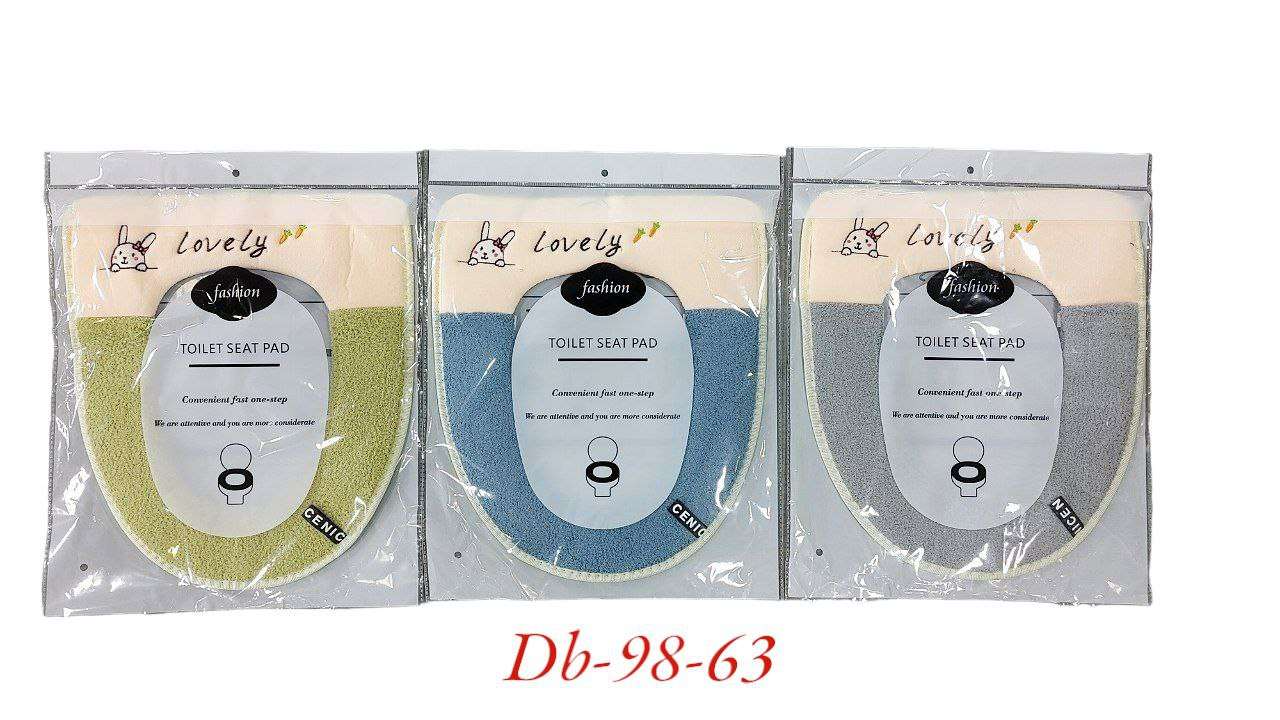 lovely
fashion
TOILET SEAT PAD
Convenient fast one-step
We are attentive and you are more considerate
CENIC
lovely
fashion
TOILET SEAT PAD
Convenient fast one-step
We are attentive and you are more considerate
CENIC
lovely
fashion
TOILET SEAT PAD
Convenient fast one-step
We are attentive and you are more considerate
Db-98-63